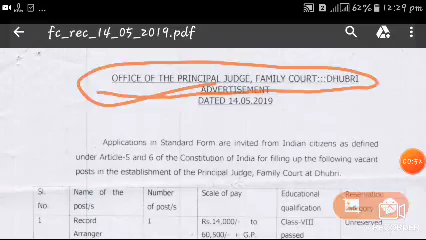 62% 12:29 pm
fc_rec_14_05_2019.pdf
OFFICE OF THE PRINCIPAL JUDGE, FAMILY COURT:::DHUBRI
ADVERTISEMENT
DATED 14.05.2019
Applications in Standard Form are invited from Indian citizens as defined
under Article-5 and 6 of the Constitution of India for filling up the following vacant
posts in the establishment of the Principal Judge, Family Court at Dhubri.
Sl. No. Name of the post/s Number of post/s Scale of pay Educational qualification Reservation category
1 Record Arranger 1 Rs.14,000/- to 60,500/- + G.P. Class-VIII passed Unreserved